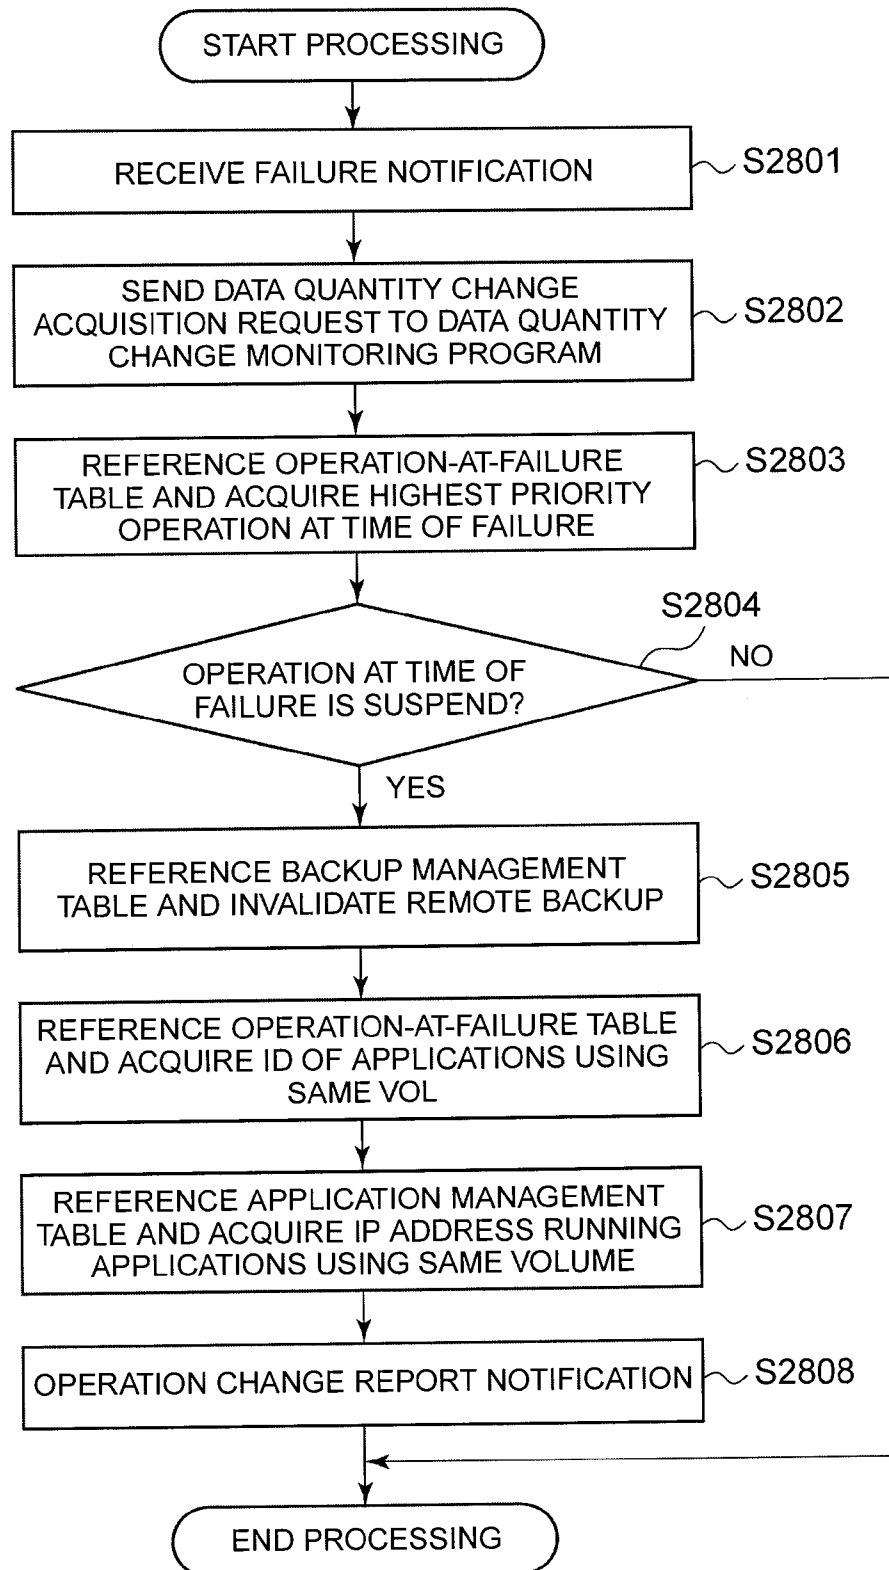 START PROCESSING
RECEIVE FAILURE NOTIFICATION
S2801
SEND DATA QUANTITY CHANGE
ACQUISITION REQUEST TO DATA QUANTITY
CHANGE MONITORING PROGRAM
S2802
REFERENCE OPERATION-AT-FAILURE
TABLE AND ACQUIRE HIGHEST PRIORITY
OPERATION AT TIME OF FAILURE
S2803
S2804
OPERATION AT TIME OF
FAILURE IS SUSPEND?
NO
YES
REFERENCE BACKUP MANAGEMENT
TABLE AND INVALIDATE REMOTE BACKUP
S2805
REFERENCE OPERATION-AT-FAILURE TABLE
AND ACQUIRE ID OF APPLICATIONS USING
SAME VOL
S2806
REFERENCE APPLICATION MANAGEMENT
TABLE AND ACQUIRE IP ADDRESS RUNNING
APPLICATIONS USING SAME VOLUME
S2807
OPERATION CHANGE REPORT NOTIFICATION
S2808
END PROCESSING